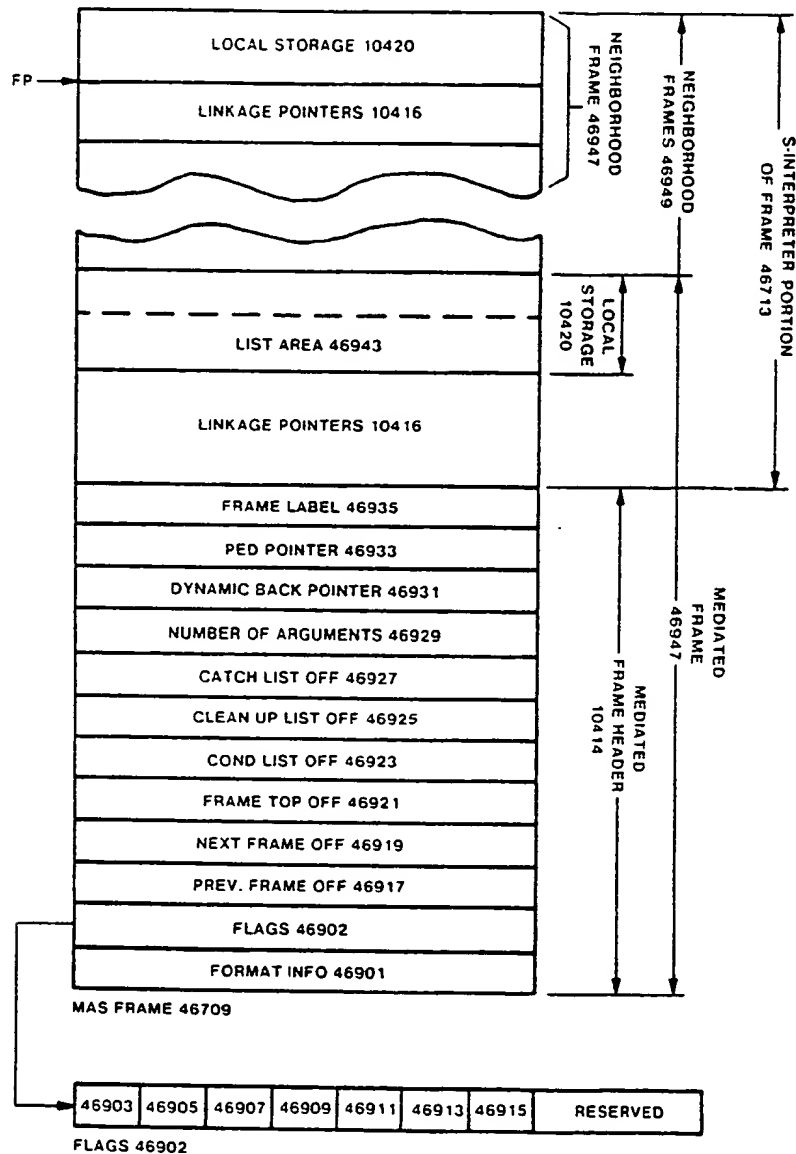 LOCAL STORAGE 10420
FP
LINKAGE POINTERS 10416
NEIGHBORHOOD
FRAME 46947
NEIGHBORHOOD
FRAMES 46949
S-INTERPRETER PORTION
OF FRAME 46713
LIST AREA 46943
LOCAL
STORAGE
10420
LINKAGE POINTERS 10416
FRAME LABEL 46935
PED POINTER 46933
DYNAMIC BACK POINTER 46931
NUMBER OF ARGUMENTS 46929
CATCH LIST OFF 46927
CLEAN UP LIST OFF 46925
COND LIST OFF 46923
FRAME TOP OFF 46921
NEXT FRAME OFF 46919
PREV. FRAME OFF 46917
FLAGS 46902
FORMAT INFO 46901
MEDIATED
FRAME HEADER
10414
MEDIATED
FRAME
46947
MAS FRAME 46709
46903 46905 46907 46909 46911 46913 46915 RESERVED
FLAGS 46902